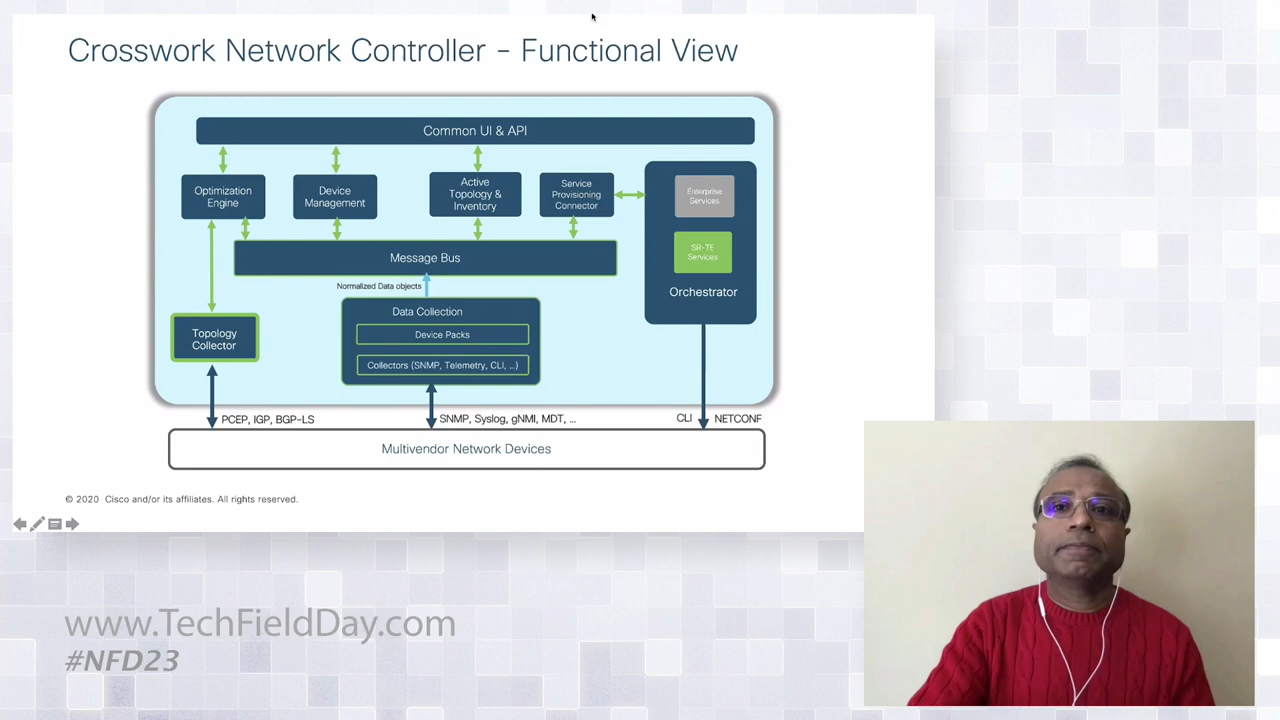 Crosswork Network Controller - Functional View
Common UI & API
Optimization
Engine
Device
Management
Active
Topology &
Inventory
Service
Provisioning
Connector
Enterprise
Services
SR-TE
Services
Orchestrator
Message Bus
Normalized Data objects
Data Collection
Device Packs
Collectors (SNMP, Telemetry, CLI, ...)
Topology
Collector
PCEP, IGP, BGP-LS
SNMP, Syslog, gNMI, MDT, ...
CLI
NETCONF
Multivendor Network Devices
© 2020 Cisco and/or its affiliates. All rights reserved.
www.TechFieldDay.com
#NFD23